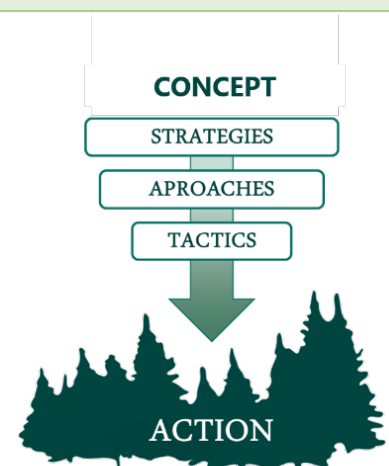 CONCEPT
STRATEGIES
APROACHES
TACTICS
ACTION